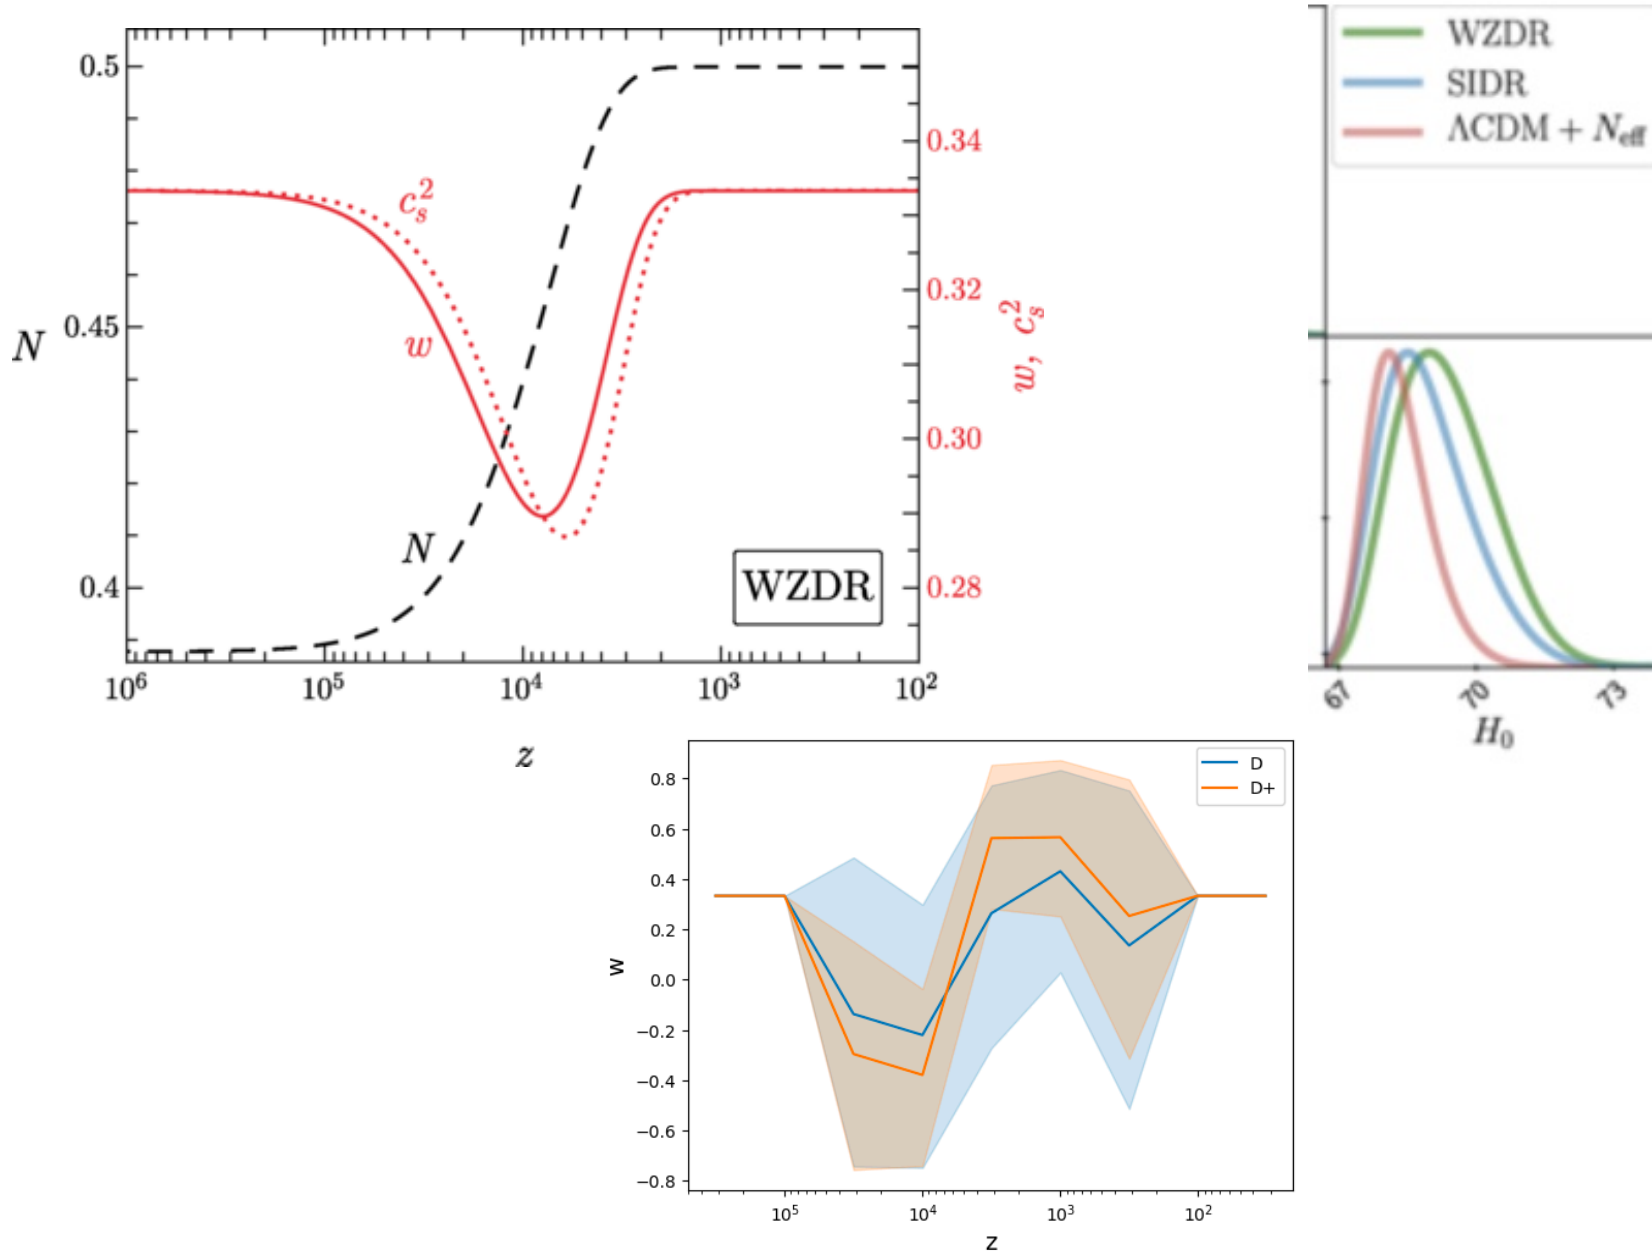 0.5
0.45
0.4
N
c_s^2
w
N
WZDR
0.34
0.32
0.30
0.28
w, c_s^2
10^6 10^5 10^4 10^3 10^2
z
WZDR
SIDR
ΛCDM + N_eff
67 70 73
H_0
D
D+
0.8
0.6
0.4
0.2
0.0
−0.2
−0.4
−0.6
−0.8
w
10^5 10^4 10^3 10^2
z